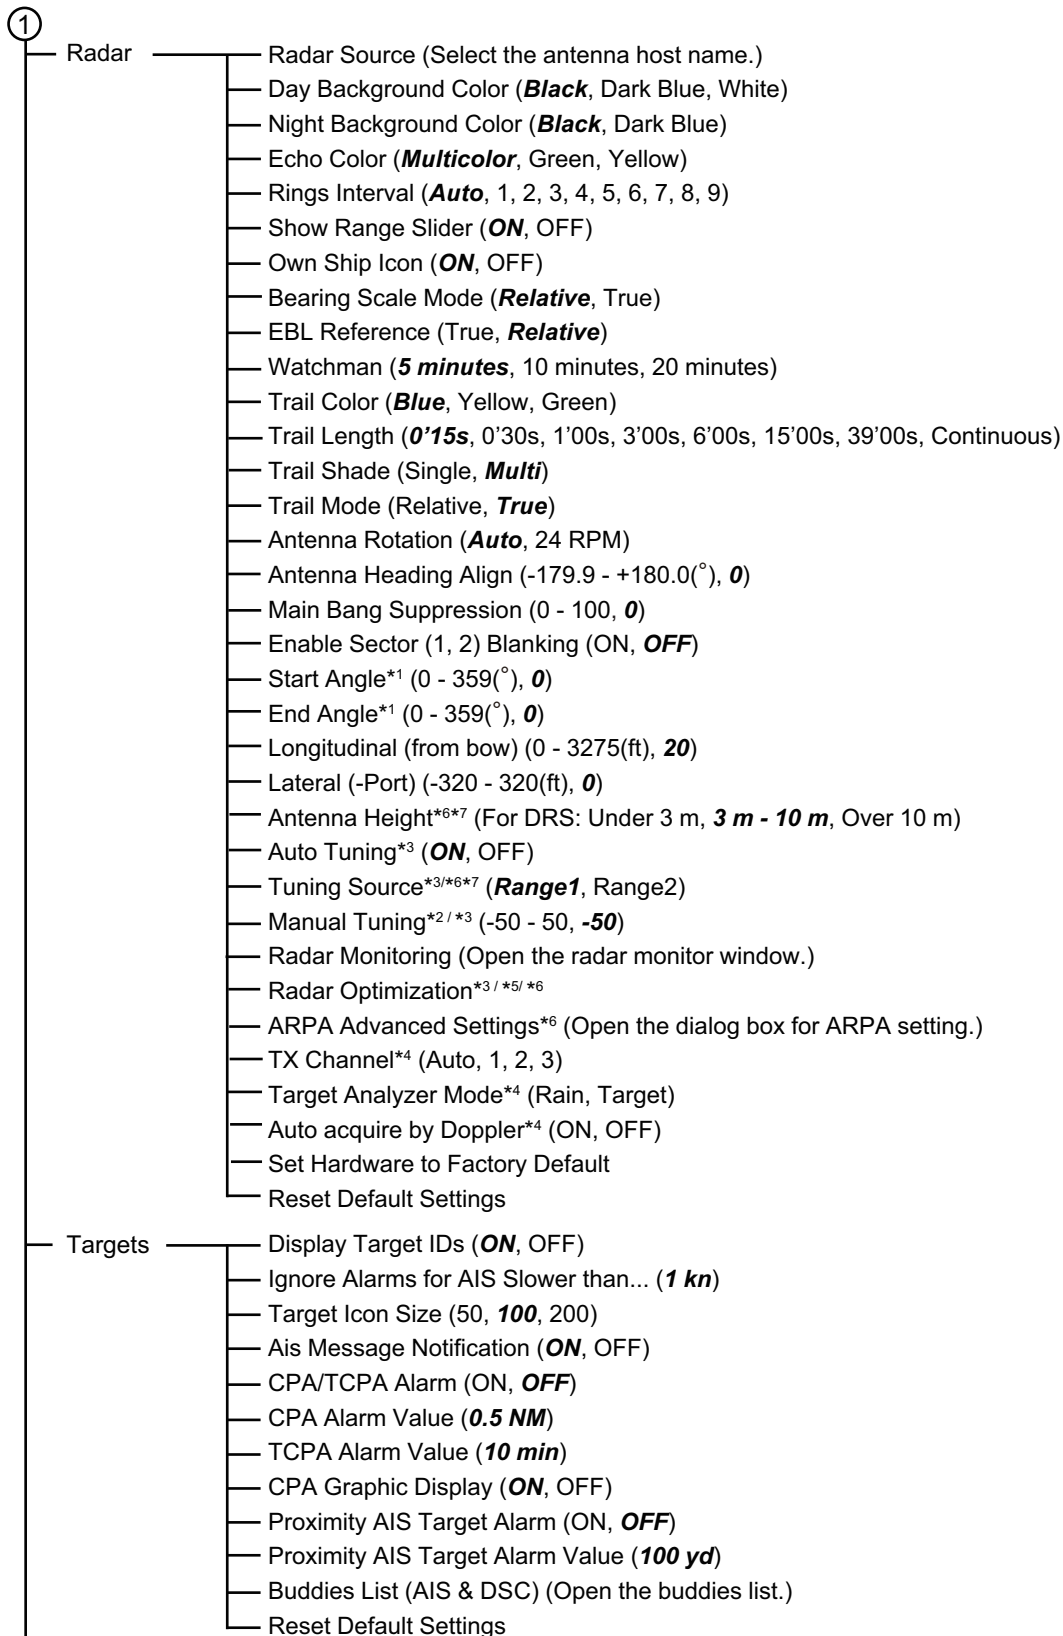 1
Radar
Radar Source (Select the antenna host name.)
Day Background Color (Black, Dark Blue, White)
Night Background Color (Black, Dark Blue)
Echo Color (Multicolor, Green, Yellow)
Rings Interval (Auto, 1, 2, 3, 4, 5, 6, 7, 8, 9)
Show Range Slider (ON, OFF)
Own Ship Icon (ON, OFF)
Bearing Scale Mode (Relative, True)
EBL Reference (True, Relative)
Watchman (5 minutes, 10 minutes, 20 minutes)
Trail Color (Blue, Yellow, Green)
Trail Length (0’15s, 0’30s, 1’00s, 3’00s, 6’00s, 15’00s, 39’00s, Continuous)
Trail Shade (Single, Multi)
Trail Mode (Relative, True)
Antenna Rotation (Auto, 24 RPM)
Antenna Heading Align (-179.9 - +180.0(°), 0)
Main Bang Suppression (0 - 100, 0)
Enable Sector (1, 2) Blanking (ON, OFF)
Start Angle*1 (0 - 359(°), 0)
End Angle*1 (0 - 359(°), 0)
Longitudinal (from bow) (0 - 3275(ft), 20)
Lateral (-Port) (-320 - 320(ft), 0)
Antenna Height*6*7 (For DRS: Under 3 m, 3 m - 10 m, Over 10 m)
Auto Tuning*3 (ON, OFF)
Tuning Source*3/*6*7 (Range1, Range2)
Manual Tuning*2 / *3 (-50 - 50, -50)
Radar Monitoring (Open the radar monitor window.)
Radar Optimization*3 / *5/ *6
ARPA Advanced Settings*6 (Open the dialog box for ARPA setting.)
TX Channel*4 (Auto, 1, 2, 3)
Target Analyzer Mode*4 (Rain, Target)
Auto acquire by Doppler*4 (ON, OFF)
Set Hardware to Factory Default
Reset Default Settings
Targets
Display Target IDs (ON, OFF)
Ignore Alarms for AIS Slower than... (1 kn)
Target Icon Size (50, 100, 200)
Ais Message Notification (ON, OFF)
CPA/TCPA Alarm (ON, OFF)
CPA Alarm Value (0.5 NM)
TCPA Alarm Value (10 min)
CPA Graphic Display (ON, OFF)
Proximity AIS Target Alarm (ON, OFF)
Proximity AIS Target Alarm Value (100 yd)
Buddies List (AIS & DSC) (Open the buddies list.)
Reset Default Settings